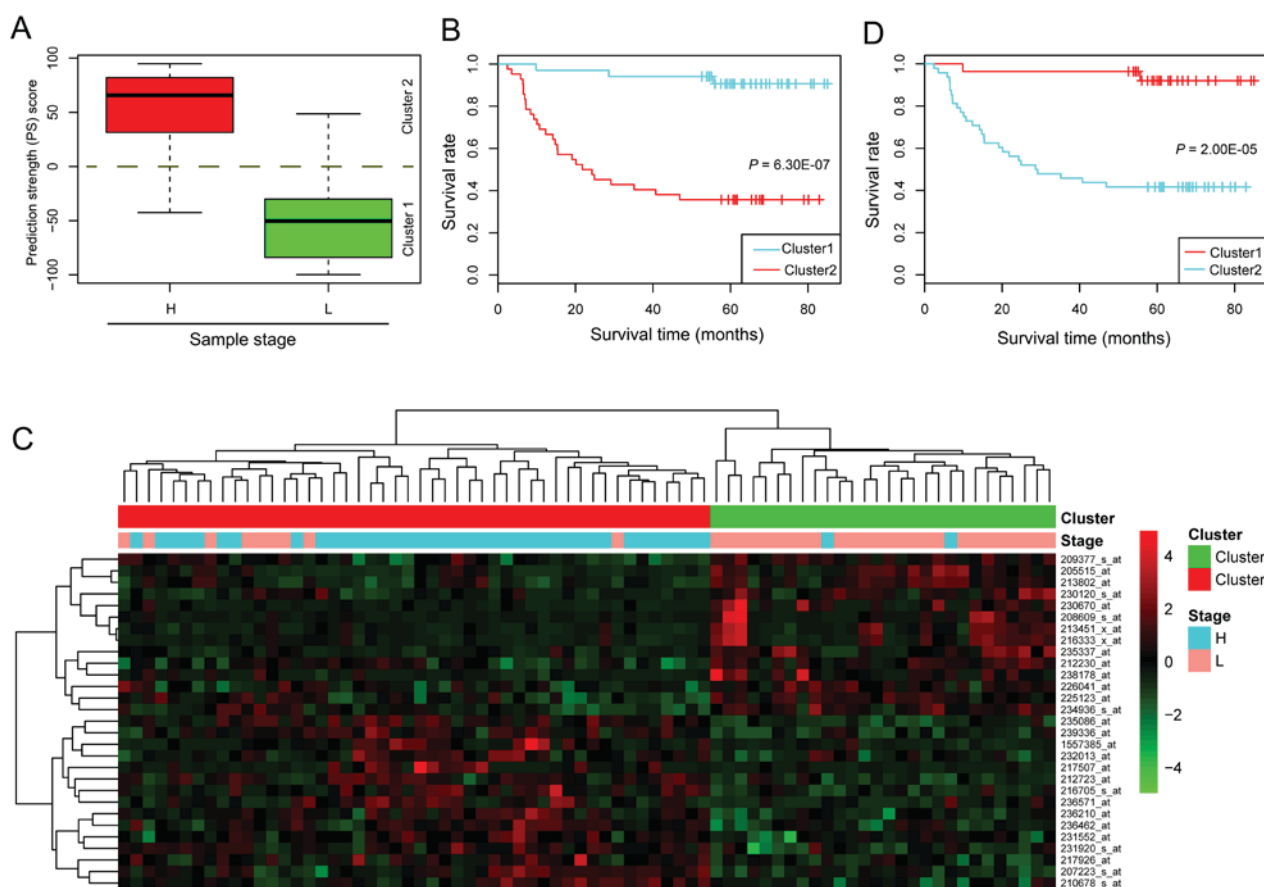 A
Prediction strength (PS) score
100
50
0
−50
−100
Cluster 2
Cluster 1
H
L
Sample stage
B
Survival rate
1.0
0.8
0.6
0.4
0.2
0.0
P = 6.30E-07
Cluster1
Cluster2
0
20
40
60
80
Survival time (months)
D
Survival rate
1.0
0.8
0.6
0.4
0.2
0.0
P = 2.00E-05
Cluster1
Cluster2
0
20
40
60
80
Survival time (months)
C
Cluster
Stage
209377_s_at
205515_at
213802_at
230120_s_at
230670_at
208609_s_at
213451_x_at
216333_x_at
235337_at
212230_at
238178_at
226041_at
225123_at
234936_s_at
235086_at
239336_at
1557385_at
232013_at
217507_at
212723_at
216705_s_at
236571_at
236210_at
236462_at
231552_at
231920_s_at
217926_at
207223_s_at
210678_s_at
4
2
0
−2
−4
Cluster
Cluster
Cluster
Stage
H
L